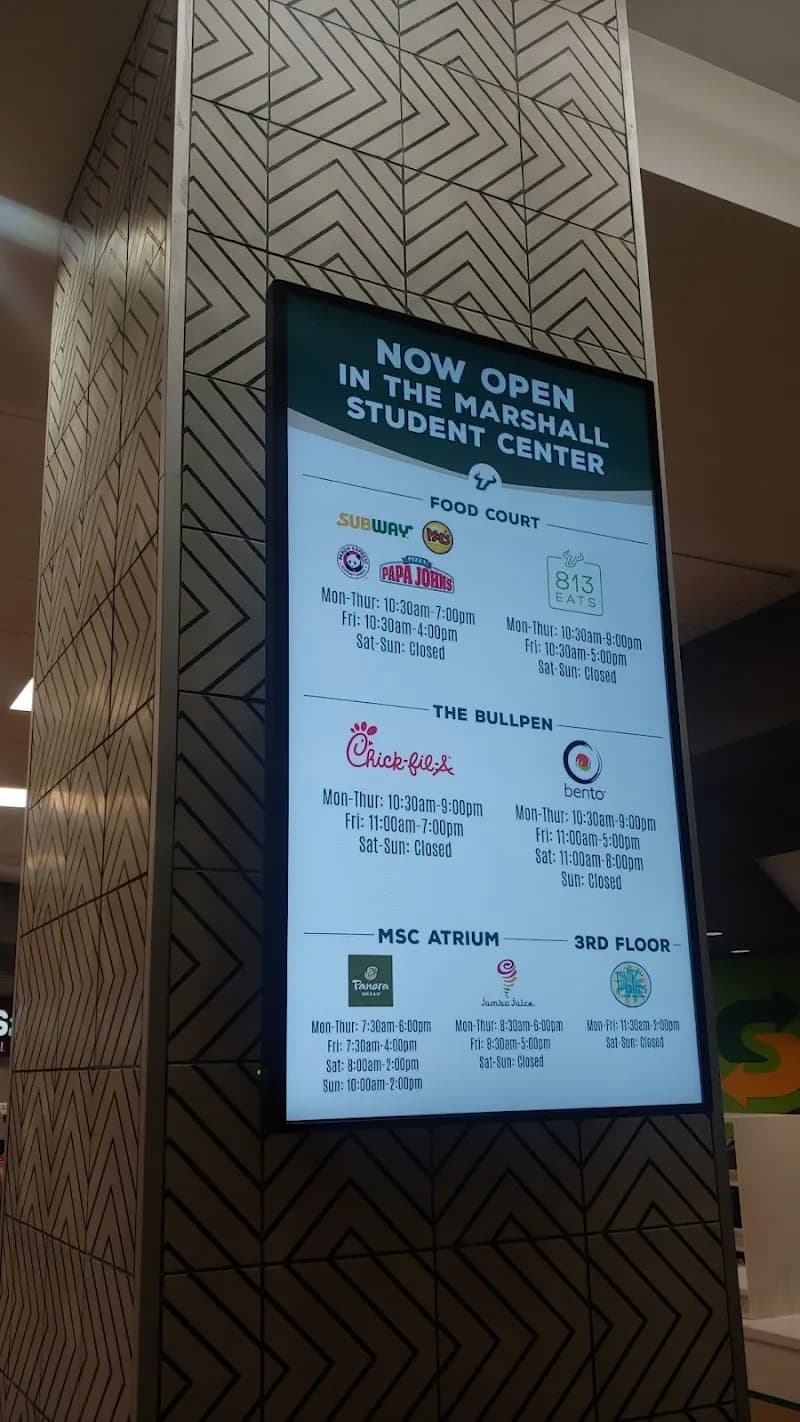 NOW OPEN
IN THE MARSHALL
STUDENT CENTER
FOOD COURT
SUBWAY
Moe's
PANDA EXPRESS
PIZZA
PAPA JOHNS
Mon-Thur: 10:30am-7:00pm
Fri: 10:30am-4:00pm
Sat-Sun: Closed
813
EATS
Mon-Thur: 10:30am-9:00pm
Fri: 10:30am-5:00pm
Sat-Sun: Closed
THE BULLPEN
Chick-fil-A
Mon-Thur: 10:30am-9:00pm
Fri: 11:00am-7:00pm
Sat-Sun: Closed
bento
Mon-Thur: 10:30am-9:00pm
Fri: 11:00am-5:00pm
Sat: 11:00am-8:00pm
Sun: Closed
MSC ATRIUM
Panera
BREAD
Mon-Thur: 7:30am-6:00pm
Fri: 7:30am-4:00pm
Sat: 8:00am-2:00pm
Sun: 10:00am-2:00pm
Jamba Juice
Mon-Thur: 8:30am-6:00pm
Fri: 8:30am-5:00pm
Sat-Sun: Closed
3RD FLOOR
Mon-Fri: 11:30am-2:00pm
Sat-Sun: Closed